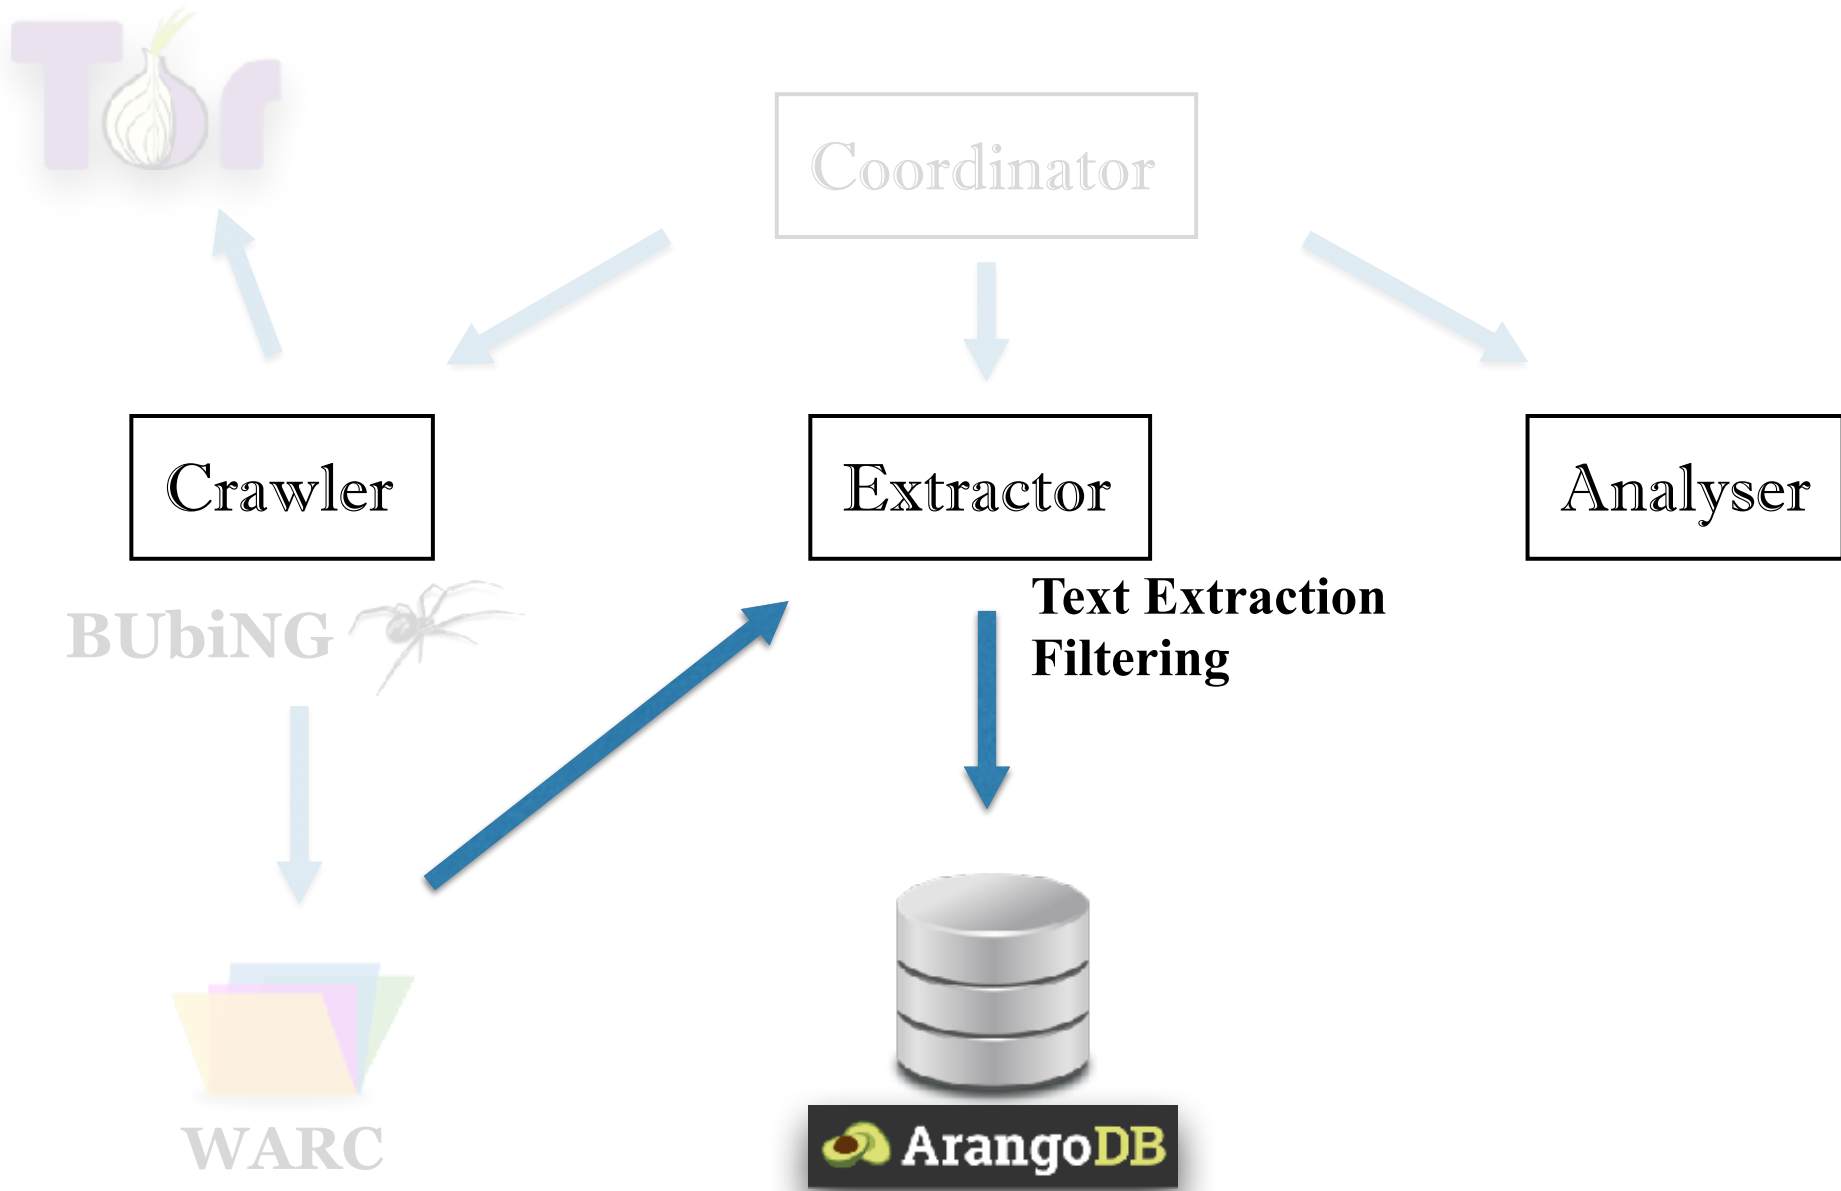 Tor
Coordinator
Crawler
Extractor
Analyser
BUbiNG
Text Extraction
Filtering
WARC
ArangoDB